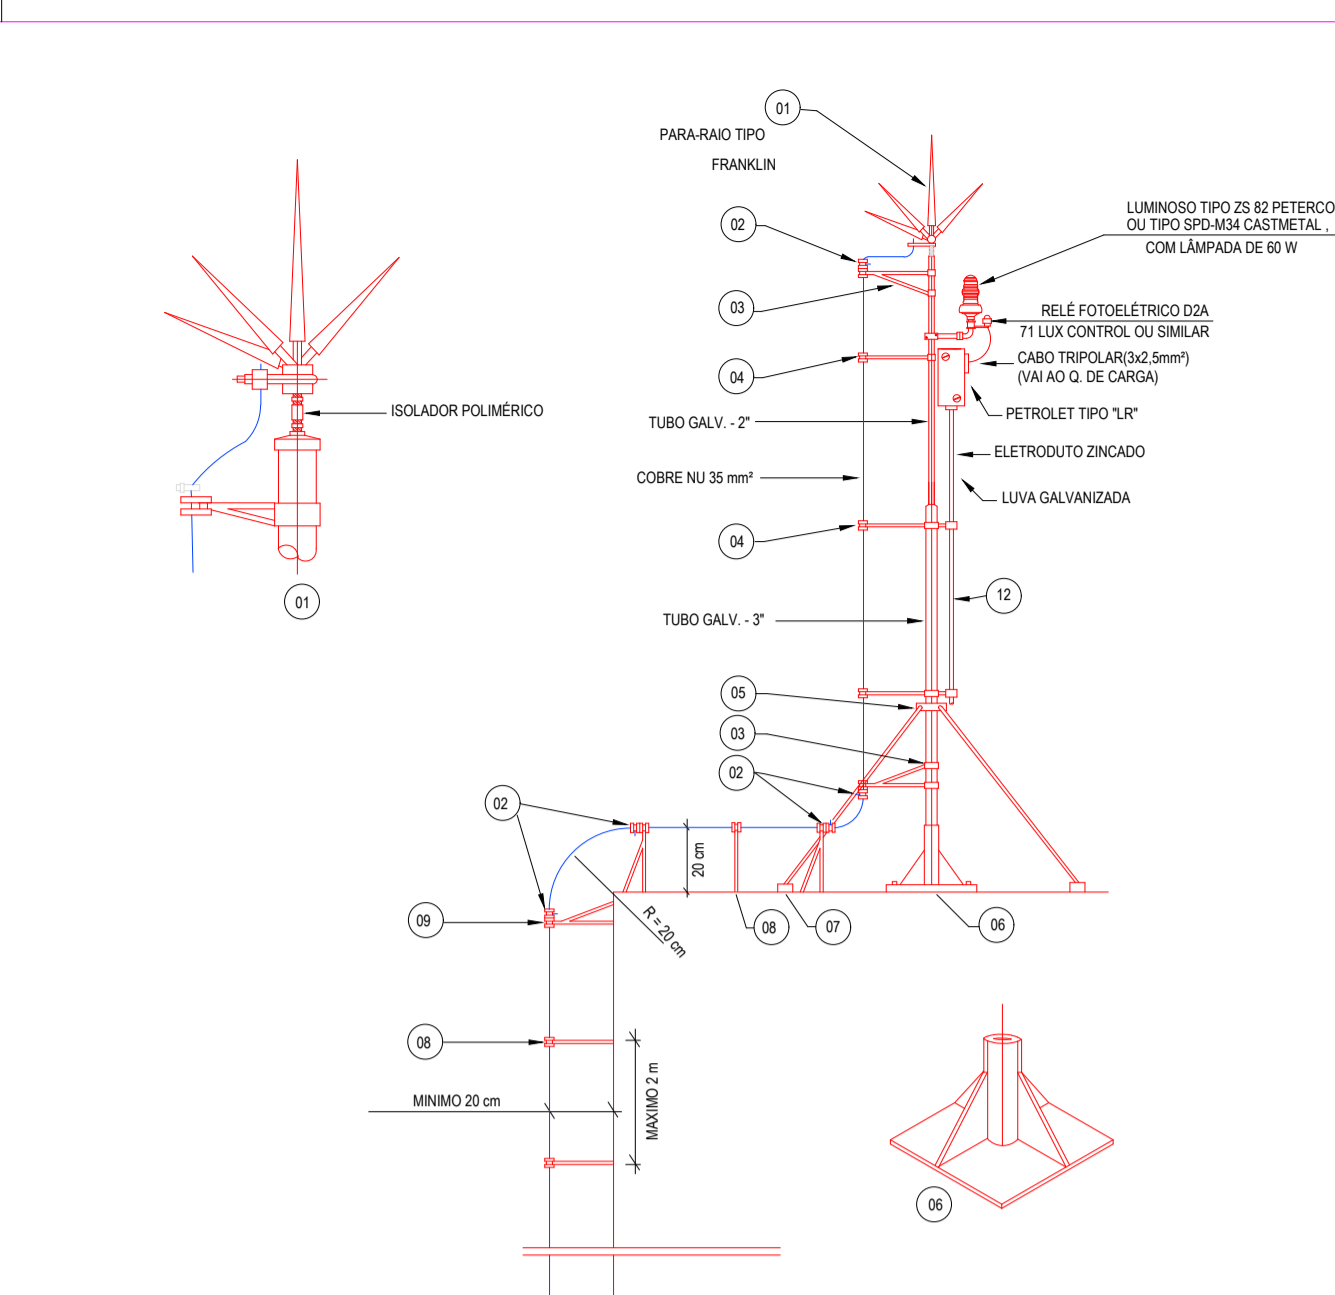 01
PARA-RAIO TIPO
FRANKLIN
02
LUMINOSO TIPO ZS 82 PETERCO
OU TIPO SPD-M34 CASTMETAL ,
COM LÂMPADA DE 60 W
03
RELÉ FOTOELÉTRICO D2A
71 LUX CONTROL OU SIMILAR
04
CABO TRIPOLAR(3x2,5mm²)
(VAI AO Q. DE CARGA)
ISOLADOR POLIMÉRICO
PETROLET TIPO "LR"
TUBO GALV. - 2"
ELETRODUTO ZINCADO
COBRE NU 35 mm²
LUVA GALVANIZADA
04
01
12
TUBO GALV. - 3"
05
03
02
02
20 cm
09
R = 20 cm
08
07
06
08
MINIMO 20 cm
MAXIMO 2 m
06